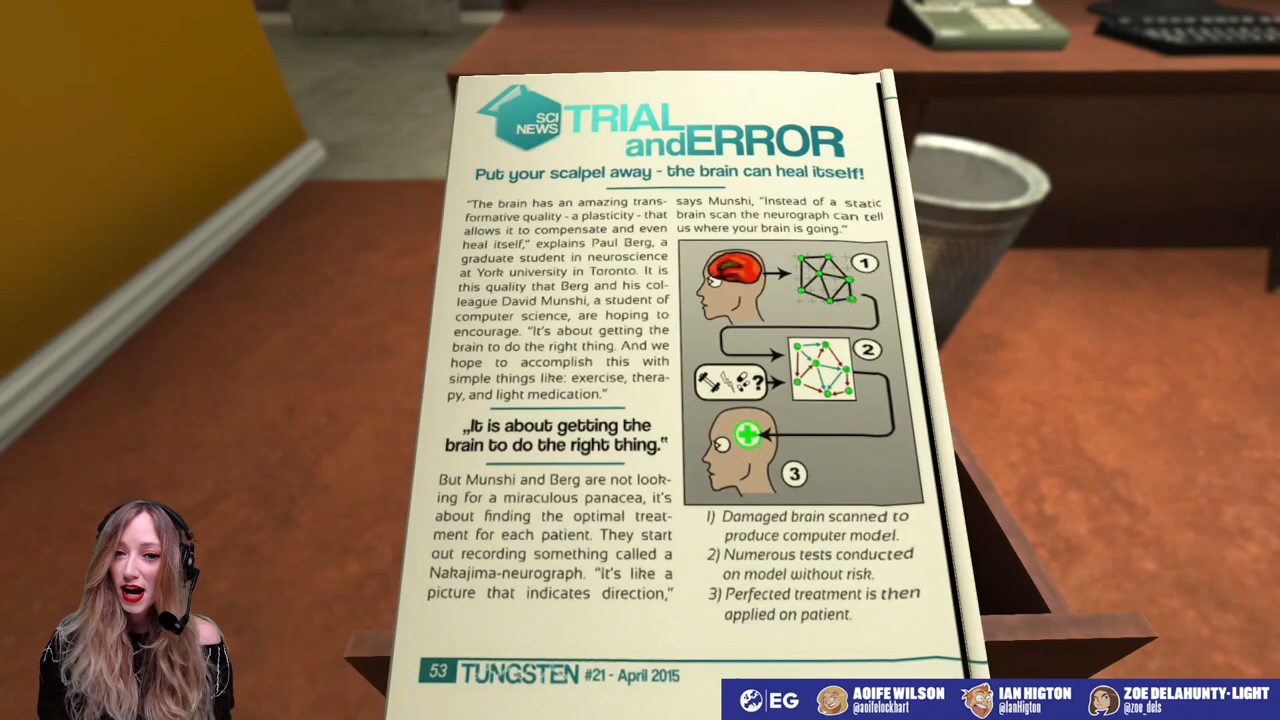 SCI
NEWS
TRIAL
andERROR
Put your scalpel away - the brain can heal itself!
"The brain has an amazing trans-
formative quality - a plasticity - that
allows it to compensate and even
heal itself," explains Paul Berg, a
graduate student in neuroscience
at York university in Toronto. It is
this quality that Berg and his col-
league David Munshi, a student of
computer science, are hoping to
encourage. "It's about getting the
brain to do the right thing. And we
hope to accomplish this with
simple things like: exercise, thera-
py, and light medication."
„It is about getting the
brain to do the right thing."
But Munshi and Berg are not look-
ing for a miraculous panacea, it's
about finding the optimal treat-
ment for each patient. They start
out recording something called a
Nakajima-neurograph. "It's like a
picture that indicates direction,"
says Munshi, "Instead of a static
brain scan the neurograph can tell
us where your brain is going."
1
2
?
3
1) Damaged brain scanned to
produce computer model.
2) Numerous tests conducted
on model without risk.
3) Perfected treatment is then
applied on patient.
53 TUNGSTEN #21 - April 2015
EG
AOIFE WILSON
@aoifelockhart
IAN HIGTON
@IanHigton
ZOE DELAHUNTY-LIGHT
@zoe_dels